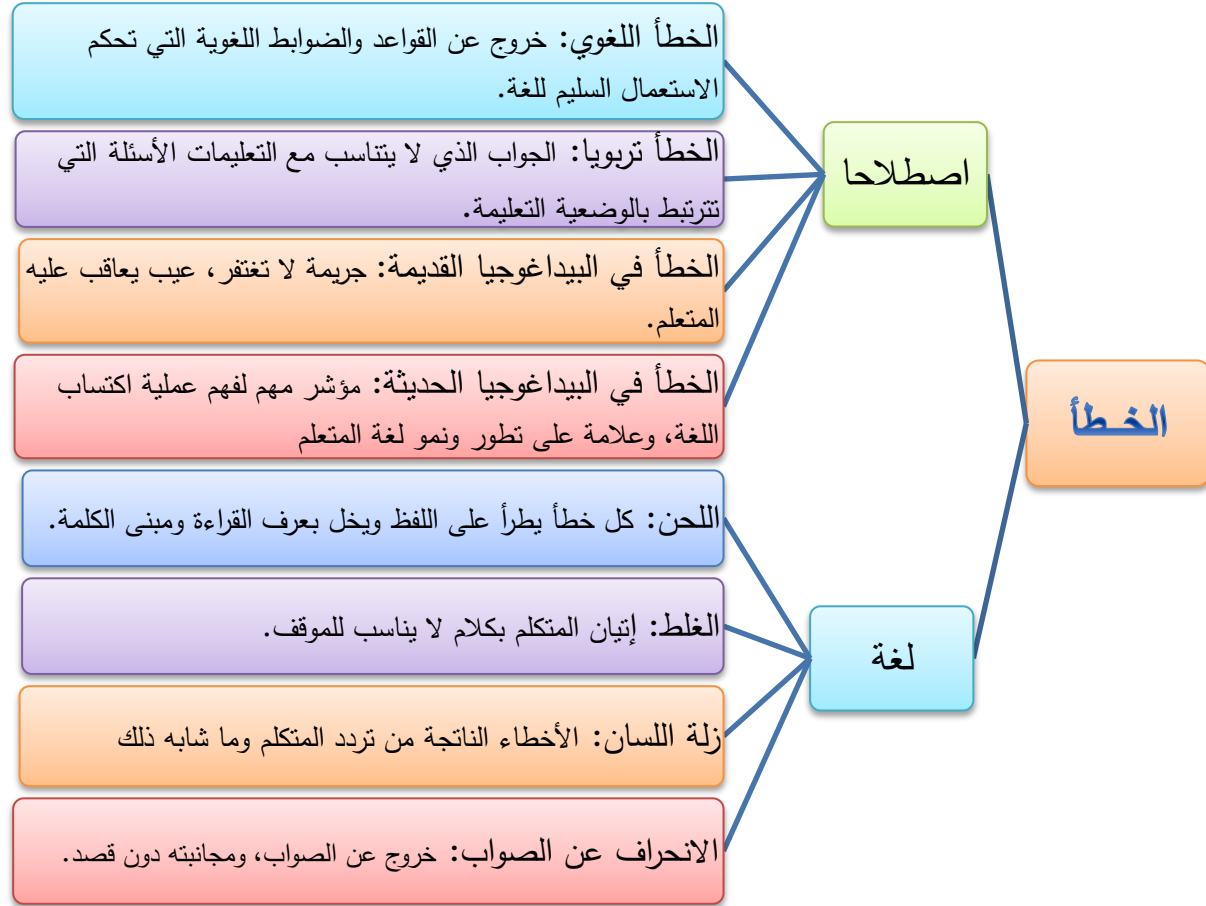 الخطأ
اصطلاحا
الخطأ اللغوي: خروج عن القواعد والضوابط اللغوية التي تحكم
الاستعمال السليم للغة.
الخطأ تربويا: الجواب الذي لا يتناسب مع التعليمات الأسئلة التي
تترتبط بالوضعية التعليمة.
الخطأ في البيداغوجيا القديمة: جريمة لا تغتفر، عيب يعاقب عليه
المتعلم.
الخطأ في البيداغوجيا الحديثة: مؤشر مهم لفهم عملية اكتساب
اللغة، وعلامة على تطور ونمو لغة المتعلم
لغة
اللحن: كل خطأ يطرأ على اللفظ ويخل بعرف القراءة ومبنى الكلمة.
الغلط: إتيان المتكلم بكلام لا يناسب للموقف.
زلة اللسان: الأخطاء الناتجة من تردد المتكلم وما شابه ذلك
الانحراف عن الصواب: خروج عن الصواب، ومجانبته دون قصد.